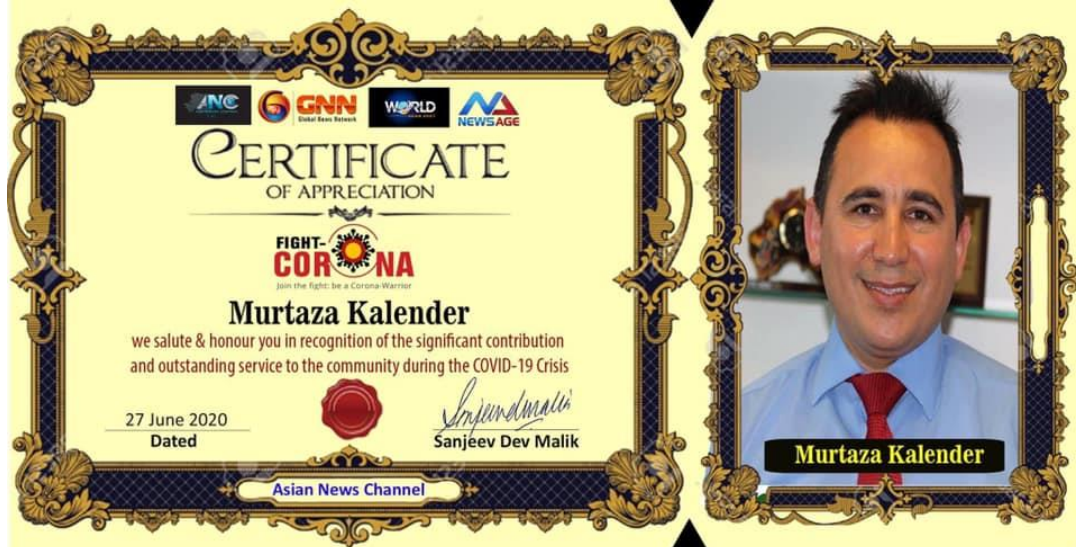 ANC
GNN
Global News Network
WORLD
NEWS AGE
CERTIFICATE
OF APPRECIATION
FIGHT-
CORONA
Join the fight: be a Corona-Warrior
Murtaza Kalender
we salute & honour you in recognition of the significant contribution
and outstanding service to the community during the COVID-19 Crisis
27 June 2020
Dated
Sanjeev Dev Malik
Asian News Channel
Murtaza Kalender